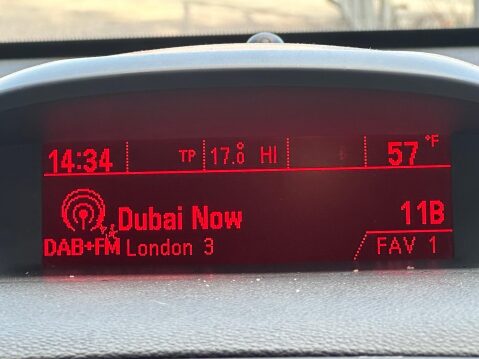 14:34 TP 17.0° HI 57°F
Dubai Now 11B
DAB+FM London 3 FAV 1